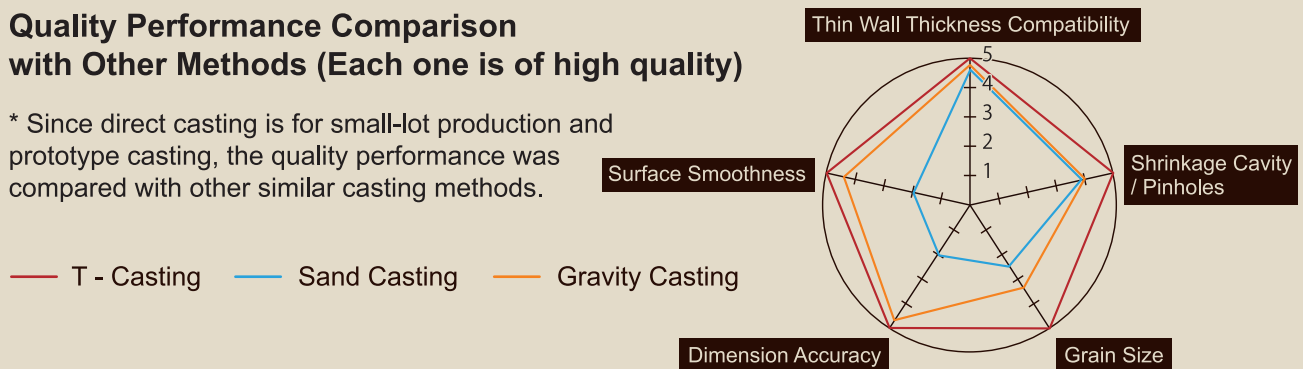 Quality Performance Comparison
with Other Methods (Each one is of high quality)
* Since direct casting is for small-lot production and
prototype casting, the quality performance was
compared with other similar casting methods.
T - Casting
Sand Casting
Gravity Casting
Thin Wall Thickness Compatibility
5
4
3
2
1
Surface Smoothness
Shrinkage Cavity
/ Pinholes
Dimension Accuracy
Grain Size